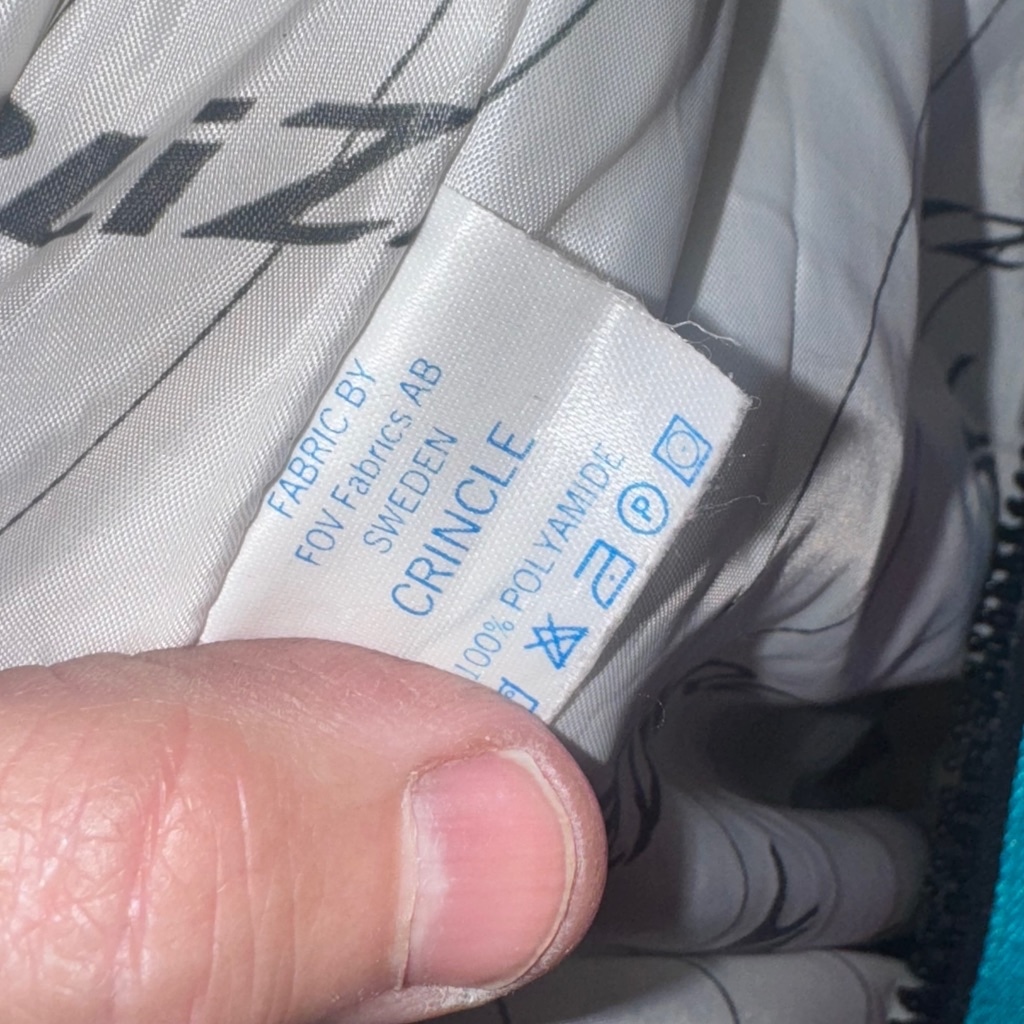 FABRIC BY
FOV Fabrics AB
SWEDEN
CRINCLE
100% POLYAMIDE
P